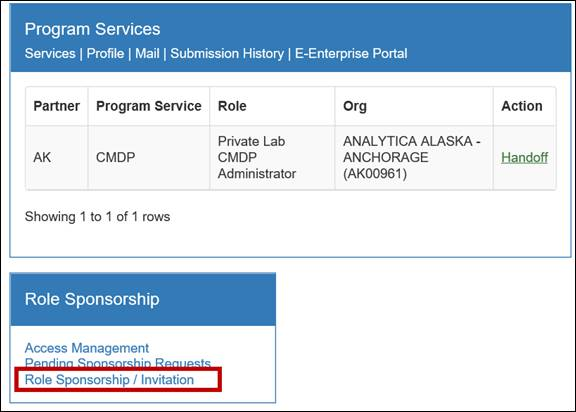 Program Services
Services | Profile | Mail | Submission History | E-Enterprise Portal
Partner Program Service Role Org Action
AK CMDP Private Lab CMDP Administrator ANALYTICA ALASKA - ANCHORAGE (AK00961) Handoff
Showing 1 to 1 of 1 rows
Role Sponsorship
Access Management
Pending Sponsorship Requests
Role Sponsorship / Invitation